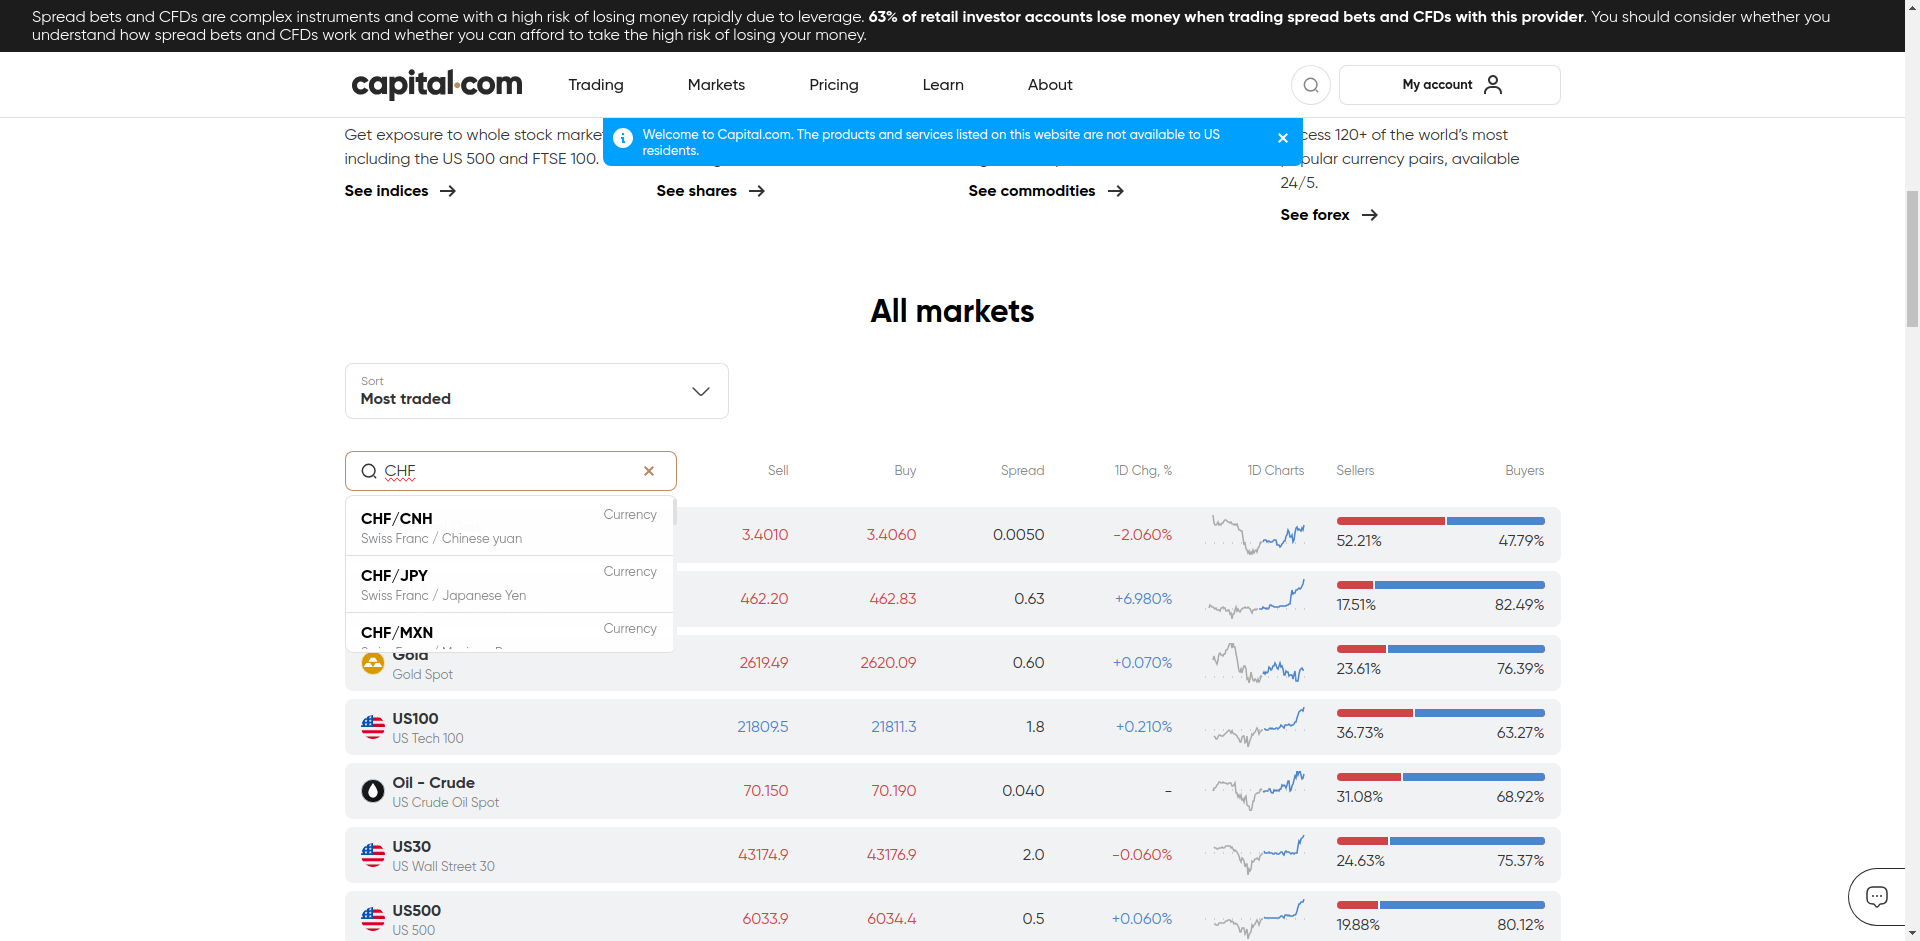 Spread bets and CFDs are complex instruments and come with a high risk of losing money rapidly due to leverage. 63% of retail investor accounts lose money when trading spread bets and CFDs with this provider. You should consider whether you
understand how spread bets and CFDs work and whether you can afford to take the high risk of losing your money.
capital.com
Trading
Markets
Pricing
Learn
About
My account
Welcome to Capital.com. The products and services listed on this website are not available to US
residents.
Get exposure to whole stock
including the US 500 and FTSE 100.
See indices
See shares
See commodities
120+ of the world's most
currency pairs, available
24/5.
See forex
All markets
Sort
Most traded
CHF
Sell Buy Spread 1D Chg, % 1D Charts Sellers Buyers
CHF/CNH Currency
Swiss Franc / Chinese yuan
CHF/JPY Currency
Swiss Franc / Japanese Yen
CHF/MXN Currency
3.4010 3.4060 0.0050 -2.060% 52.21% 47.79%
462.20 462.83 0.63 +6.980% 17.51% 82.49%
Gold
Gold Spot
2619.49 2620.09 0.60 +0.070% 23.61% 76.39%
US100
US Tech 100
21809.5 21811.3 1.8 +0.210% 36.73% 63.27%
Oil - Crude
US Crude Oil Spot
70.150 70.190 0.040 - 31.08% 68.92%
US30
US Wall Street 30
43174.9 43176.9 2.0 -0.060% 24.63% 75.37%
US500
US 500
6033.9 6034.4 0.5 +0.060% 19.88% 80.12%